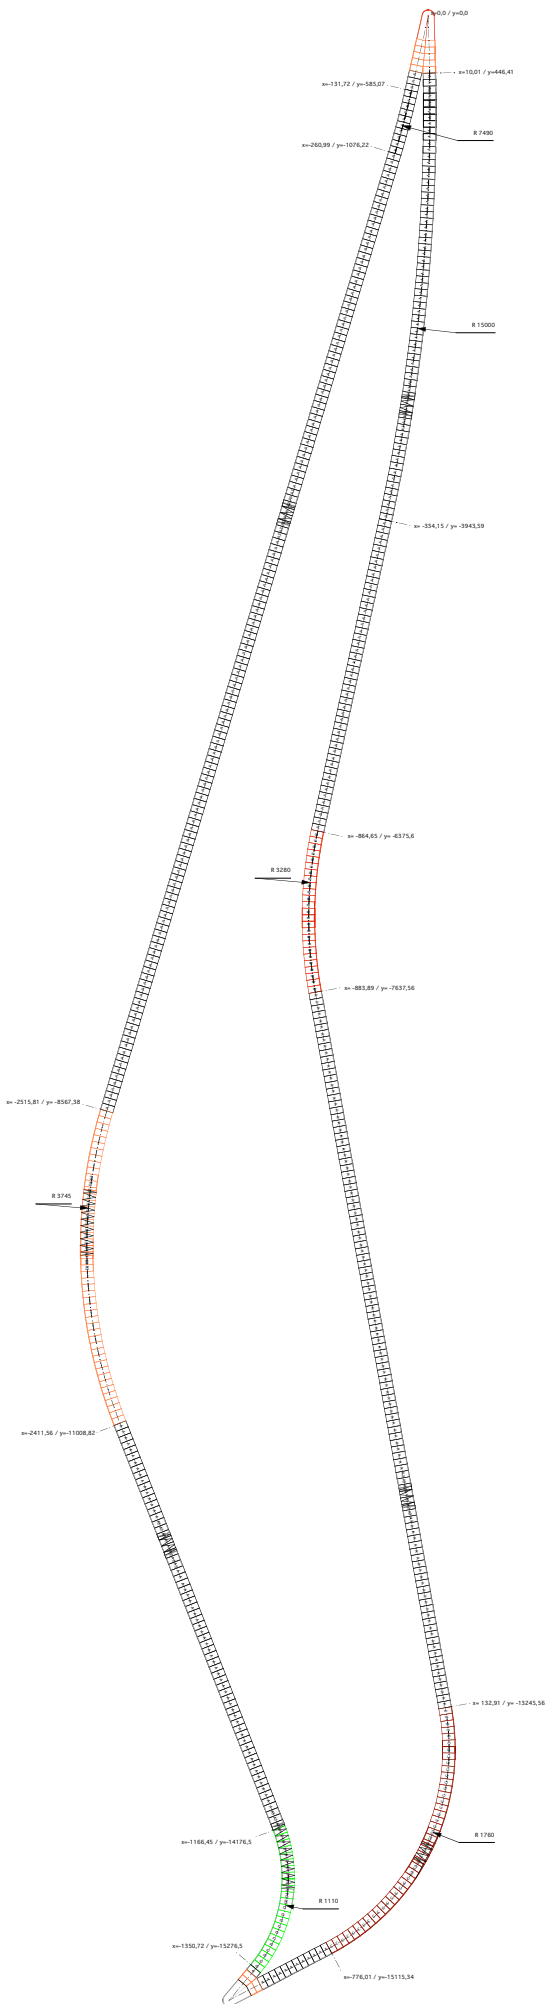 x=0,0 / y=0,0
x=10,01 / y=446,41
x=-131,72 / y=-585,07
R 7490
x=-260,99 / y=-1076,22
R 15000
x= -334,15 / y= -3943,59
x= -864,65 / y= -6375,6
R 3280
x= -883,89 / y= -7637,56
x= -2515,81 / y= -8567,38
R 3745
x=-2411,56 / y=-11008,82
x= 132,91 / y= -13245,56
R 1760
x=-1166,45 / y=-14176,5
R 1110
x=-1350,72 / y=-15276,5
x=-776,01 / y=-15115,34